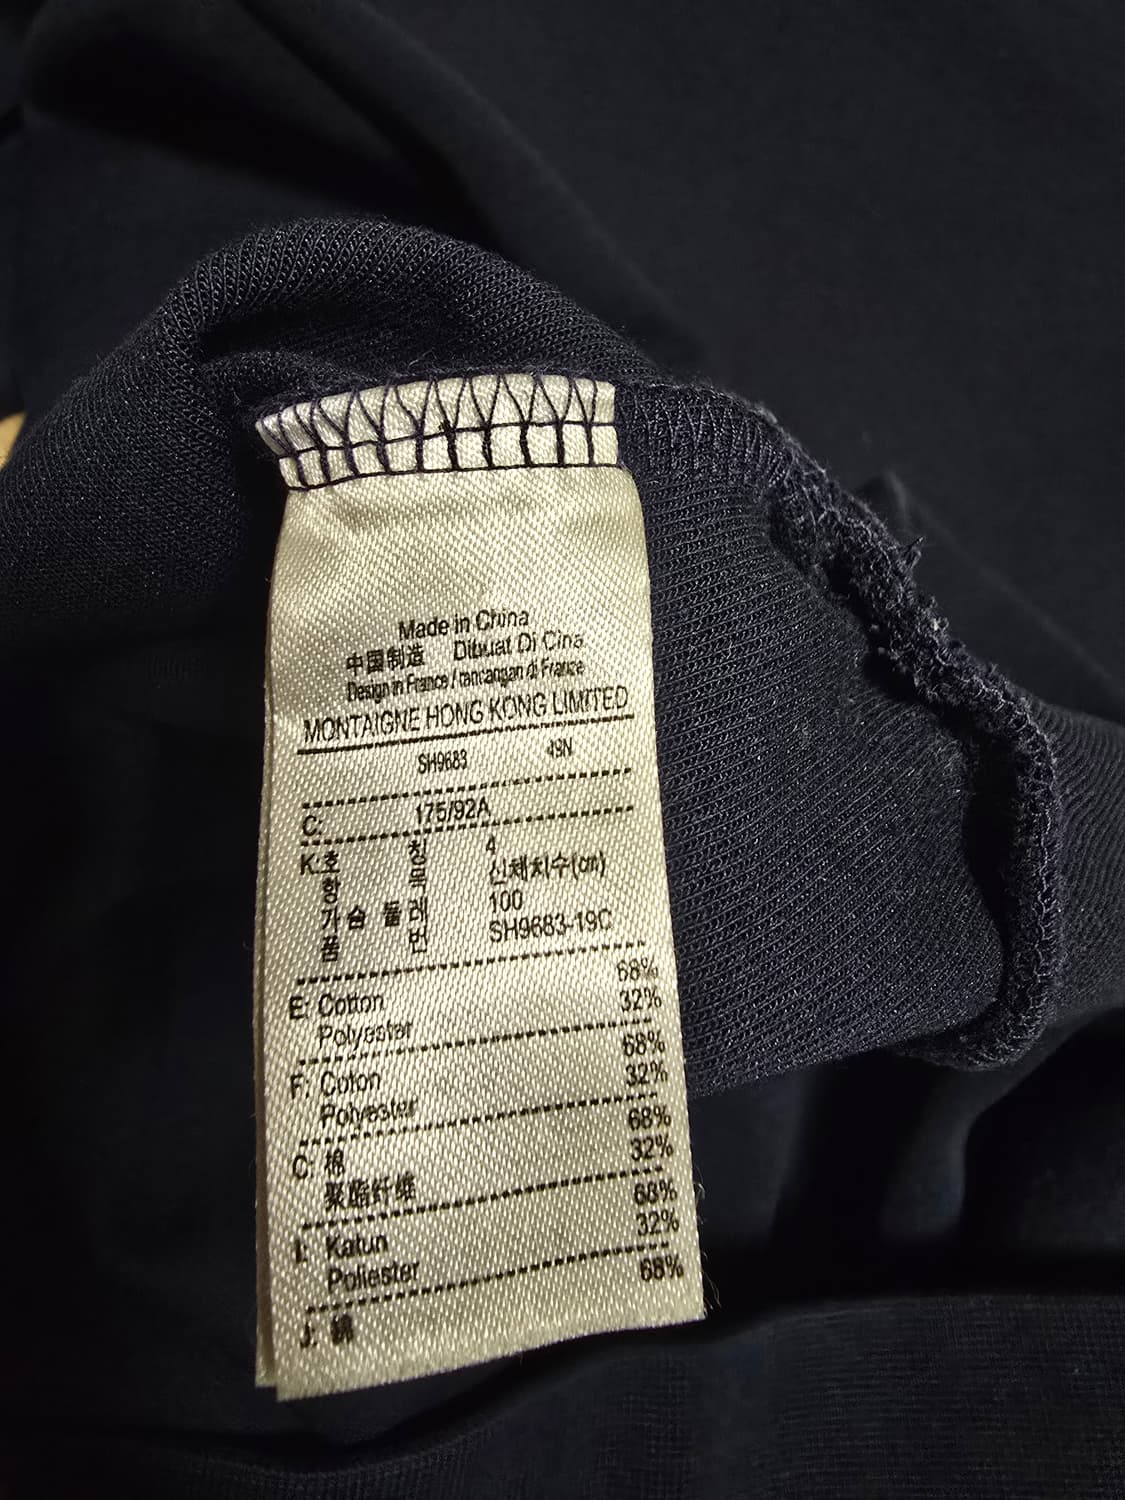 Made in China
中国制造 Dibuat Di Cina
Design in France / rancangan di France
MONTAIGNE HONG KONG LIMITED
SH9683 49N
C: 175/92A
K: 호칭 4
신체치수(cm)
가슴둘레 100
품번 SH9683-19C
E: Cotton 68%
Polyester 32%
F: Coton 68%
Polyester 32%
C: 棉 68%
聚酯纤维 32%
I: Katun 68%
Poliester 32%
J: 綿 68%